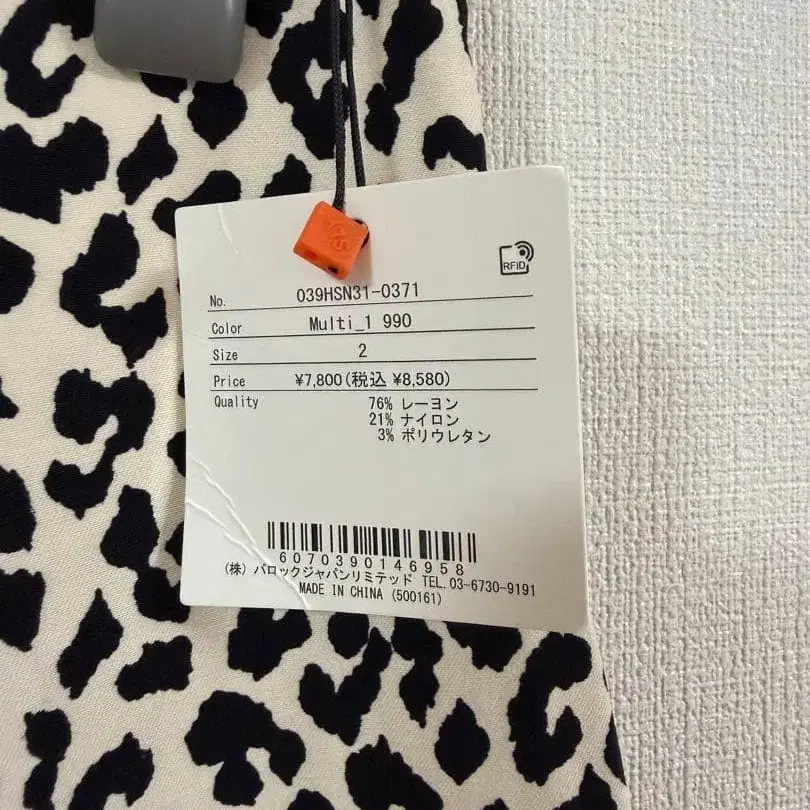 RFID
No. 039HSN31-0371
Color Multi_1 990
Size 2
Price ¥7,800(税込 ¥8,580)
Quality 76% レーヨン
21% ナイロン
3% ポリウレタン
6070390146958
(株) バロックジャパンリミテッド TEL.03-6730-9191
MADE IN CHINA (500161)